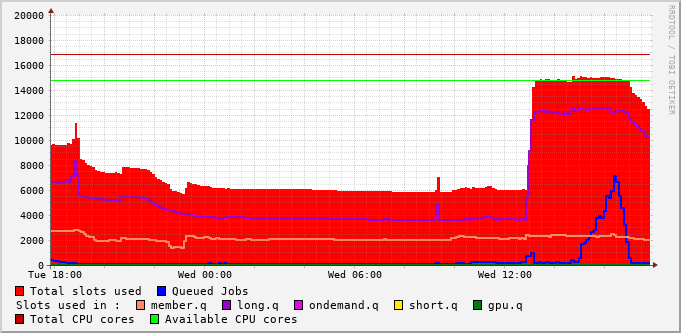 20000
18000
16000
14000
12000
10000
8000
6000
4000
2000
0
Tue 18:00 Wed 00:00 Wed 06:00 Wed 12:00
RRDTOOL / TOBI OETIKER
Total slots used Queued Jobs
Slots used in : member.q long.q ondemand.q short.q gpu.q
Total CPU cores Available CPU cores